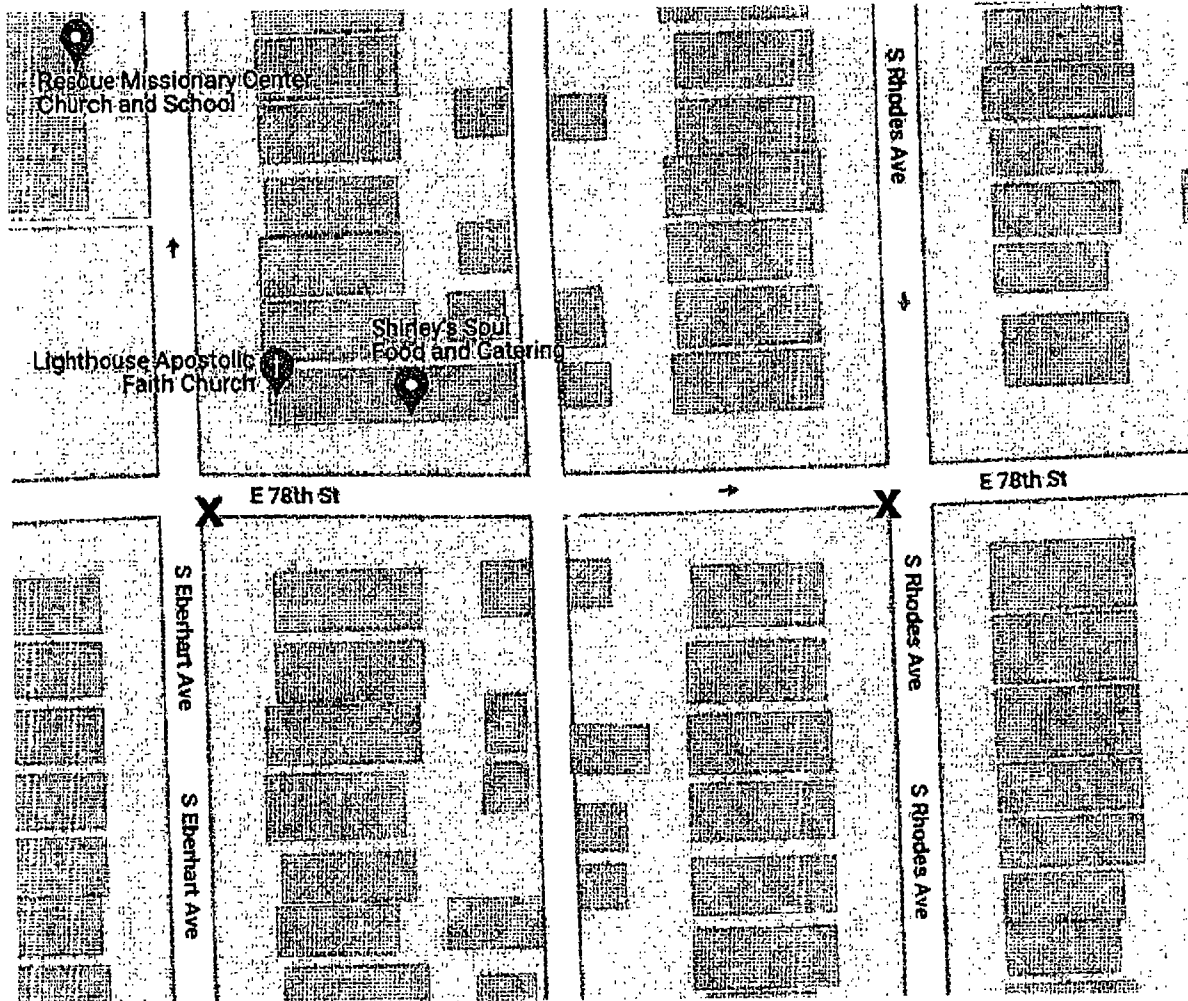 Rescue Missionary Center
Church and School
S Rhodes Ave
Shirley's Soul
Food and Catering
Lighthouse Apostolic
Faith Church
E 78th St
E 78th St
X
X
S Eberhart Ave
S Rhodes Ave
S Eberhart Ave
S Rhodes Ave